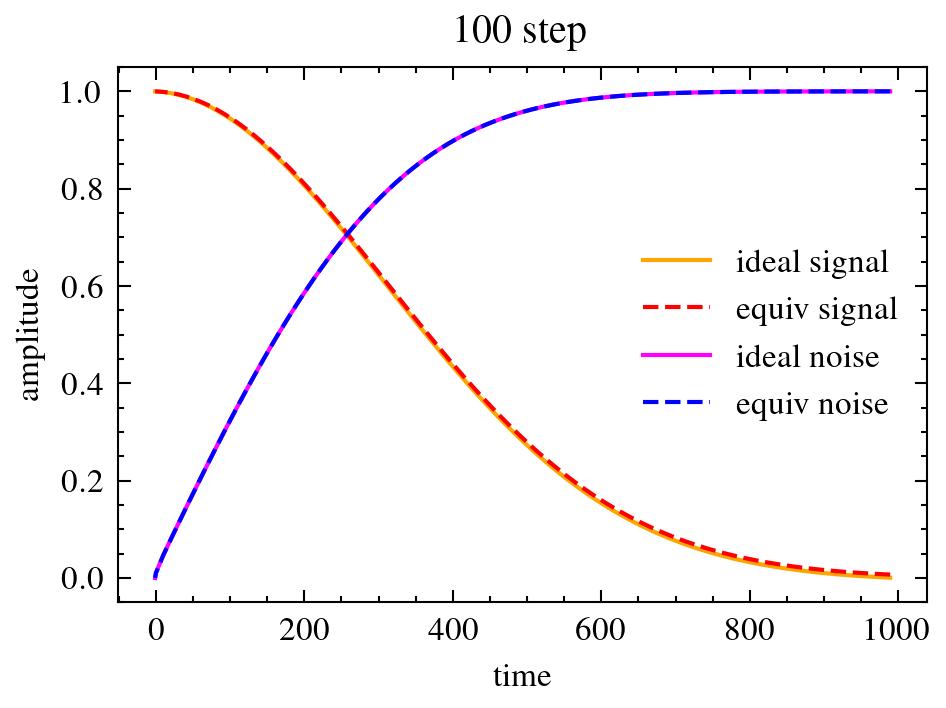 100 step
1.0
0.8
0.6
0.4
0.2
0.0
amplitude
ideal signal
equiv signal
ideal noise
equiv noise
0 200 400 600 800 1000
time